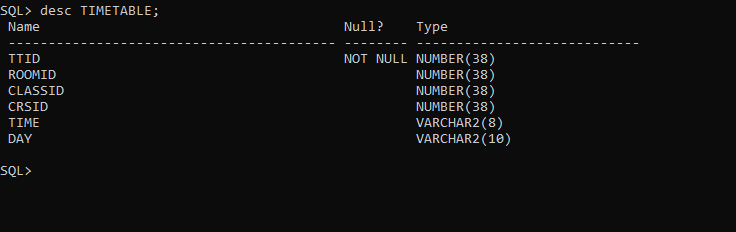 SQL> desc TIMETABLE;
Name                                      Null?    Type
----------------------------------------- -------- ----------------------------
TTID                                      NOT NULL NUMBER(38)
ROOMID                                             NUMBER(38)
CLASSID                                            NUMBER(38)
CRSID                                              NUMBER(38)
TIME                                               VARCHAR2(8)
DAY                                                VARCHAR2(10)
SQL>